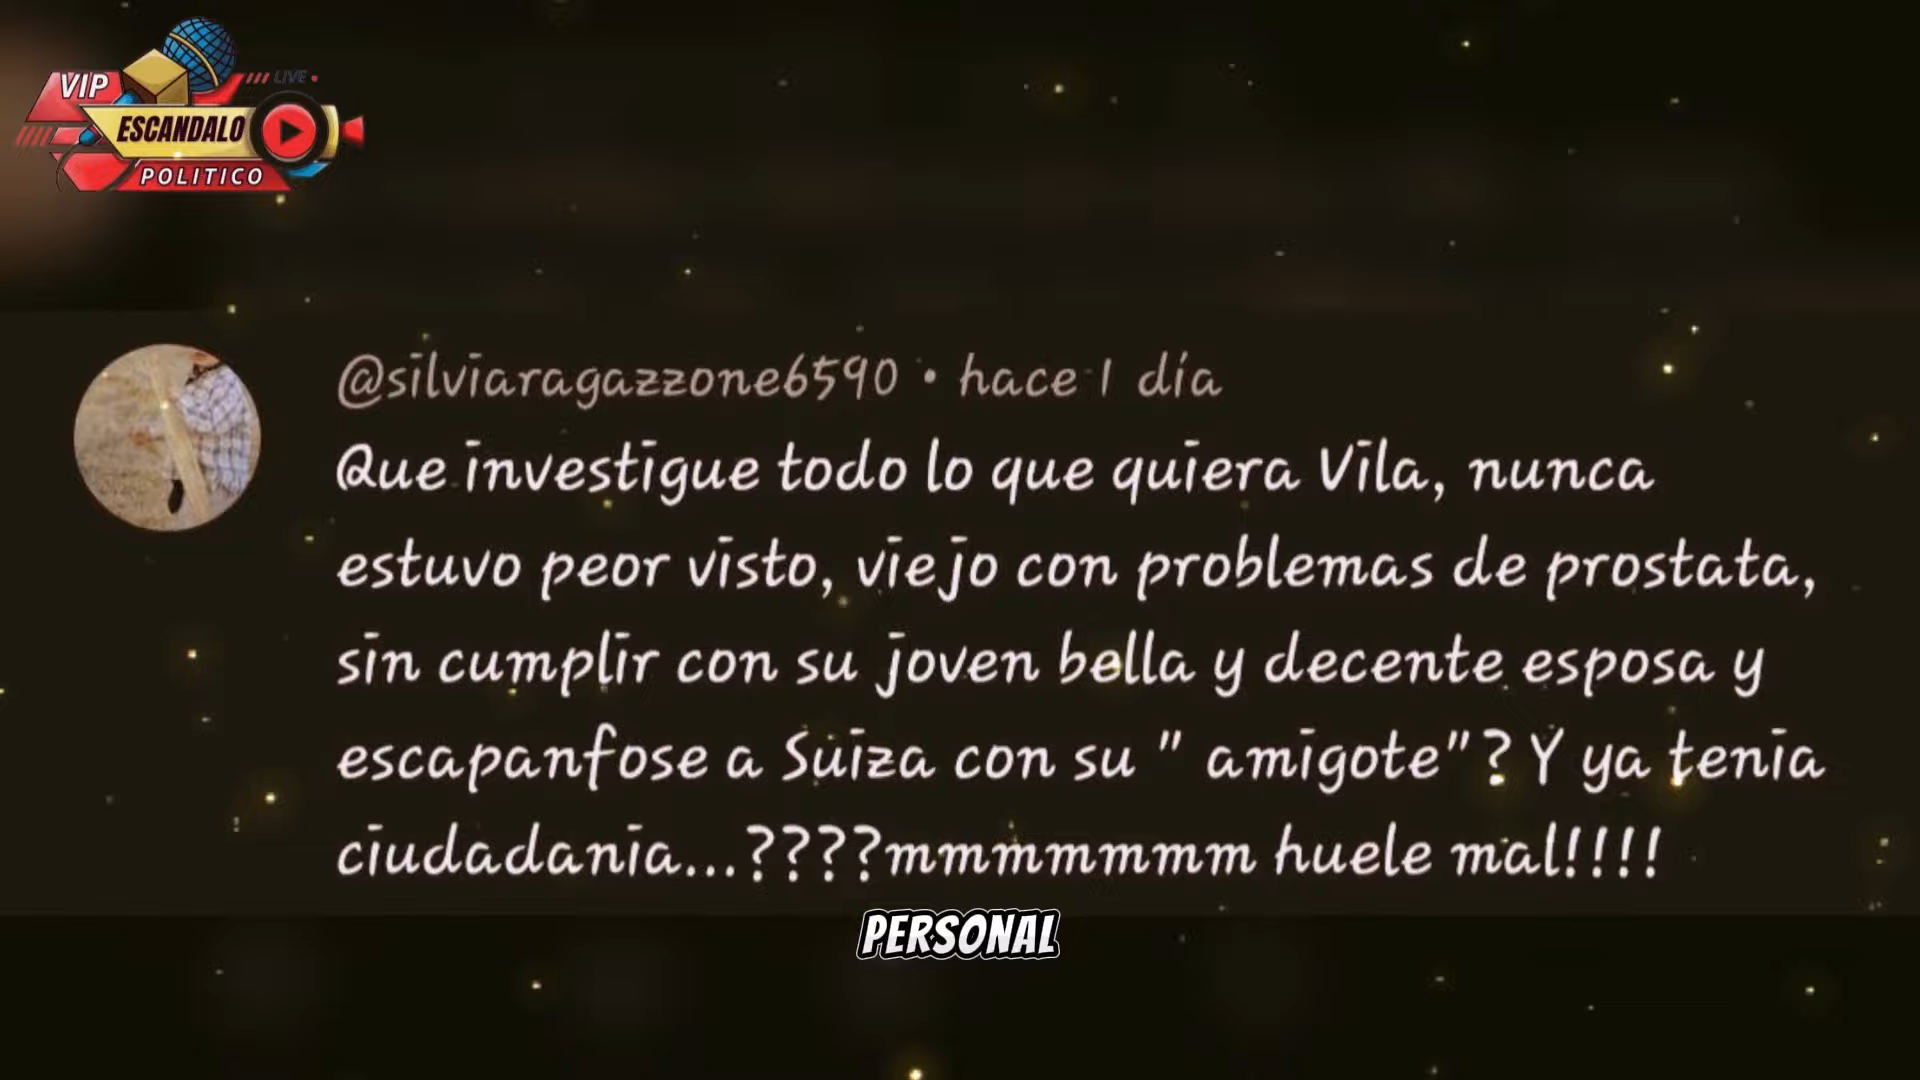 VIP
LIVE
ESCANDALO
POLITICO
@silviaragazzone6590 • hace 1 día
Que investigue todo lo que quiera Vila, nunca
estuvo peor visto, viejo con problemas de prostata,
sin cumplir con su joven bella y decente esposa y
escapanfose a Suiza con su " amigote"? Y ya tenia
ciudadania...????mmmmmmm huele mal!!!!
PERSONAL